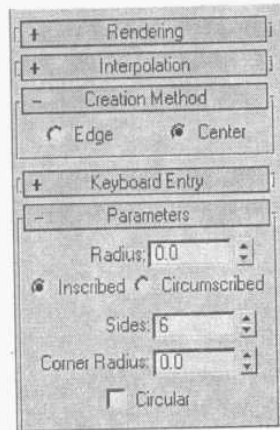 + Rendering
+ Interpolation
- Creation Method
Edge Center
+ Keyboard Entry
- Parameters
Radius: 0.0
Inscribed Circumscribed
Sides: 6
Corner Radius: 0.0
Circular